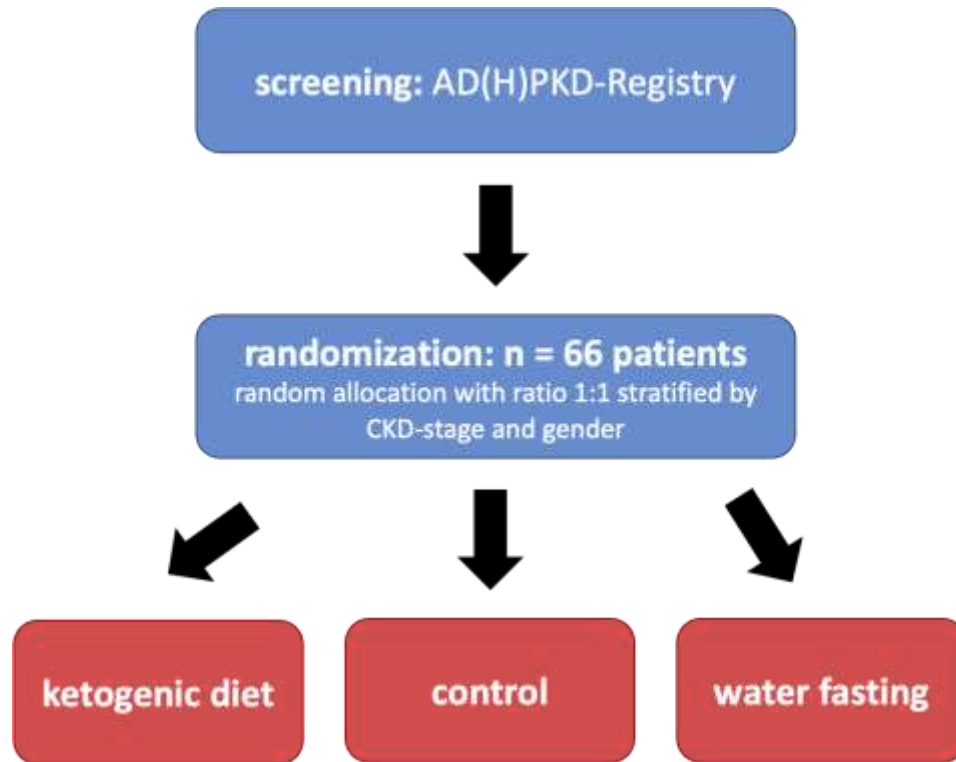 screening: AD(H)PKD-Registry
randomization: n = 66 patients
random allocation with ratio 1:1 stratified by
CKD-stage and gender
ketogenic diet
control
water fasting